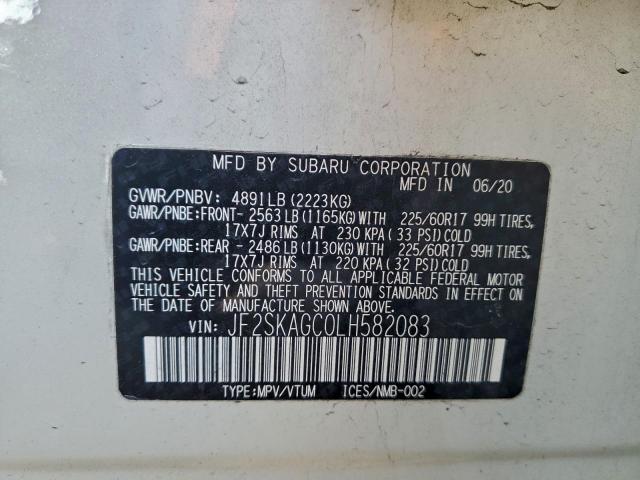 MFD BY SUBARU CORPORATION
MFD IN 06/20
GVWR/PNBV: 4891LB (2223KG)
GAWR/PNBE:FRONT- 2563 LB (1165KG) WITH 225/60R17 99H TIRES,
17X7J RIMS AT 230 KPA ( 33 PSI) COLD
GAWR/PNBE:REAR - 2486 LB (1130KG) WITH 225/60R17 99H TIRES,
17X7J RIMS AT 220 KPA ( 32 PSI) COLD
THIS VEHICLE CONFORMS TO ALL APPLICABLE FEDERAL MOTOR
VEHICLE SAFETY AND THEFT PREVENTION STANDARDS IN EFFECT ON
THE DATE OF MANUFACTURE SHOWN ABOVE.
VIN: JF2SKAGC0LH582083
TYPE:MPV/VTUM ICES/NMB-002